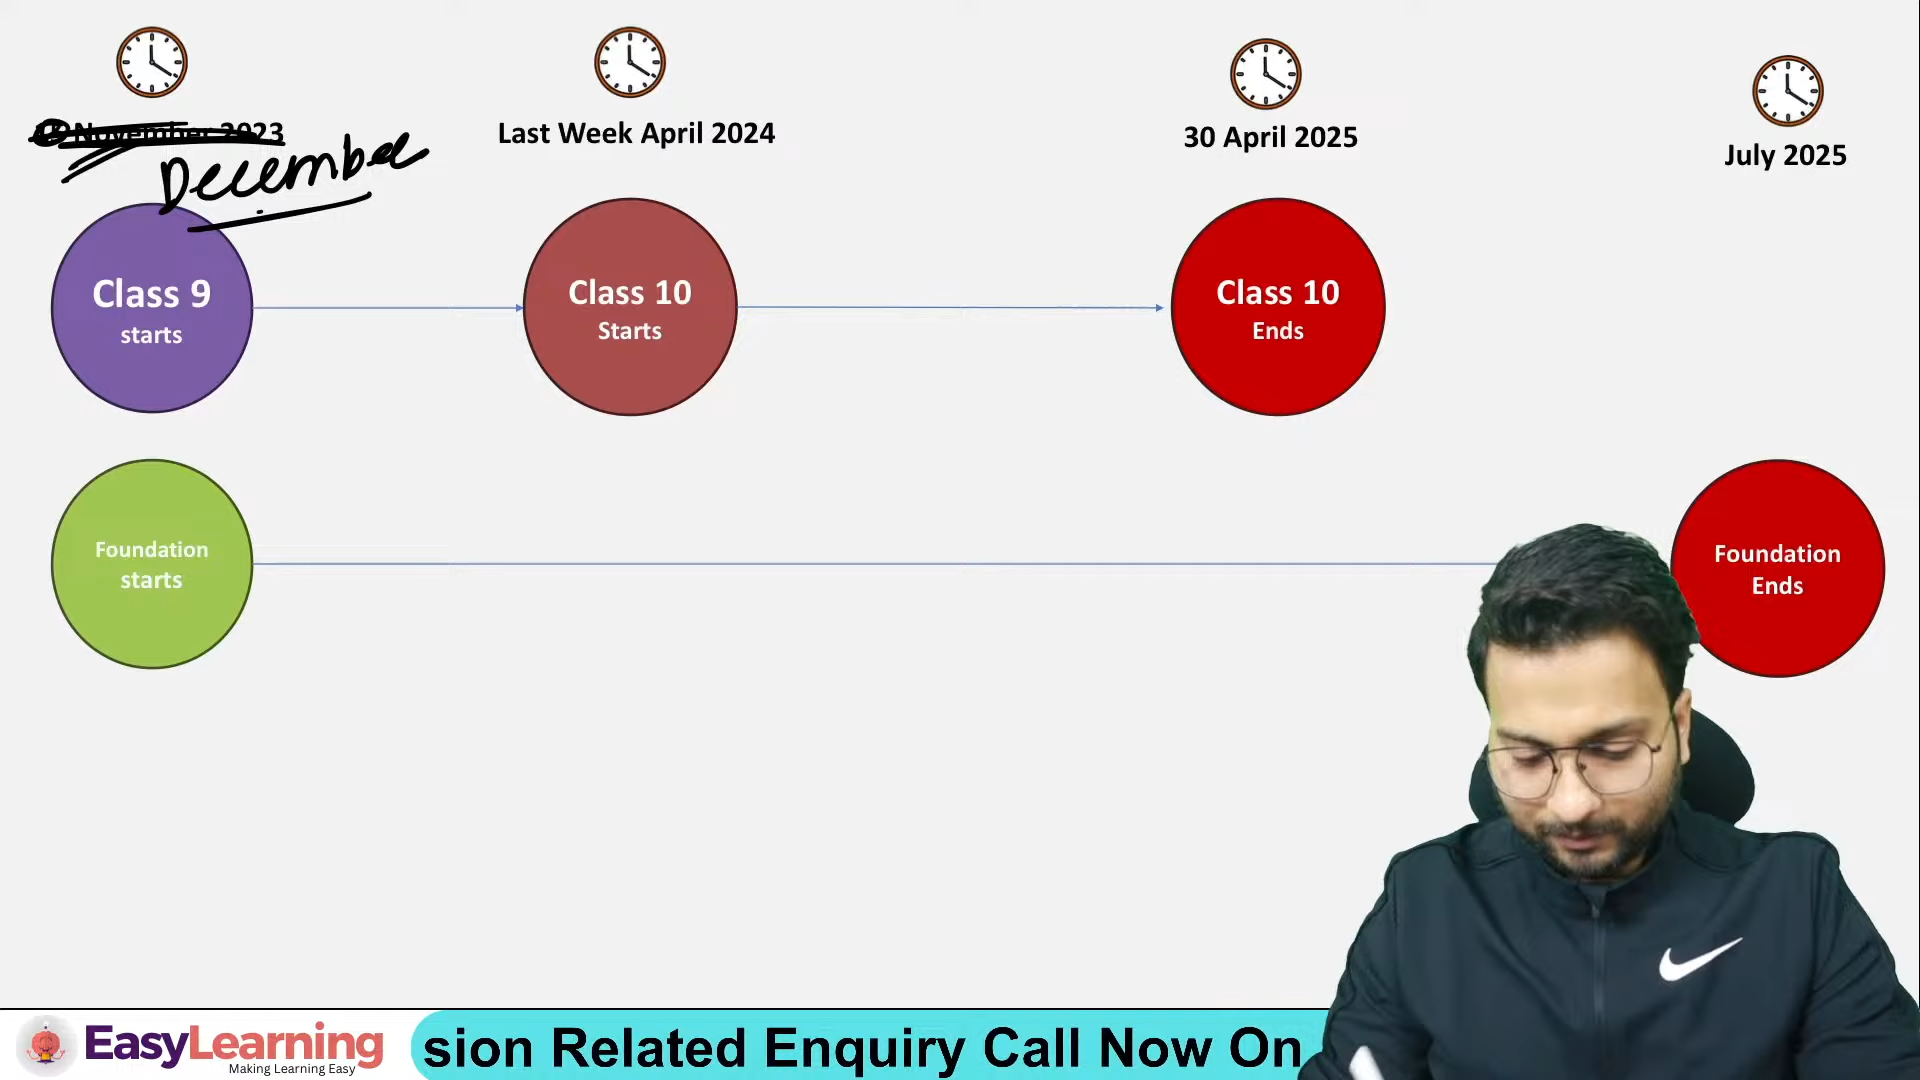 November 2023
December
Last Week April 2024
30 April 2025
July 2025
Class 9
starts
Class 10
Starts
Class 10
Ends
Foundation
starts
Foundation
Ends
EasyLearning
Making Learning Easy
sion Related Enquiry Call Now On